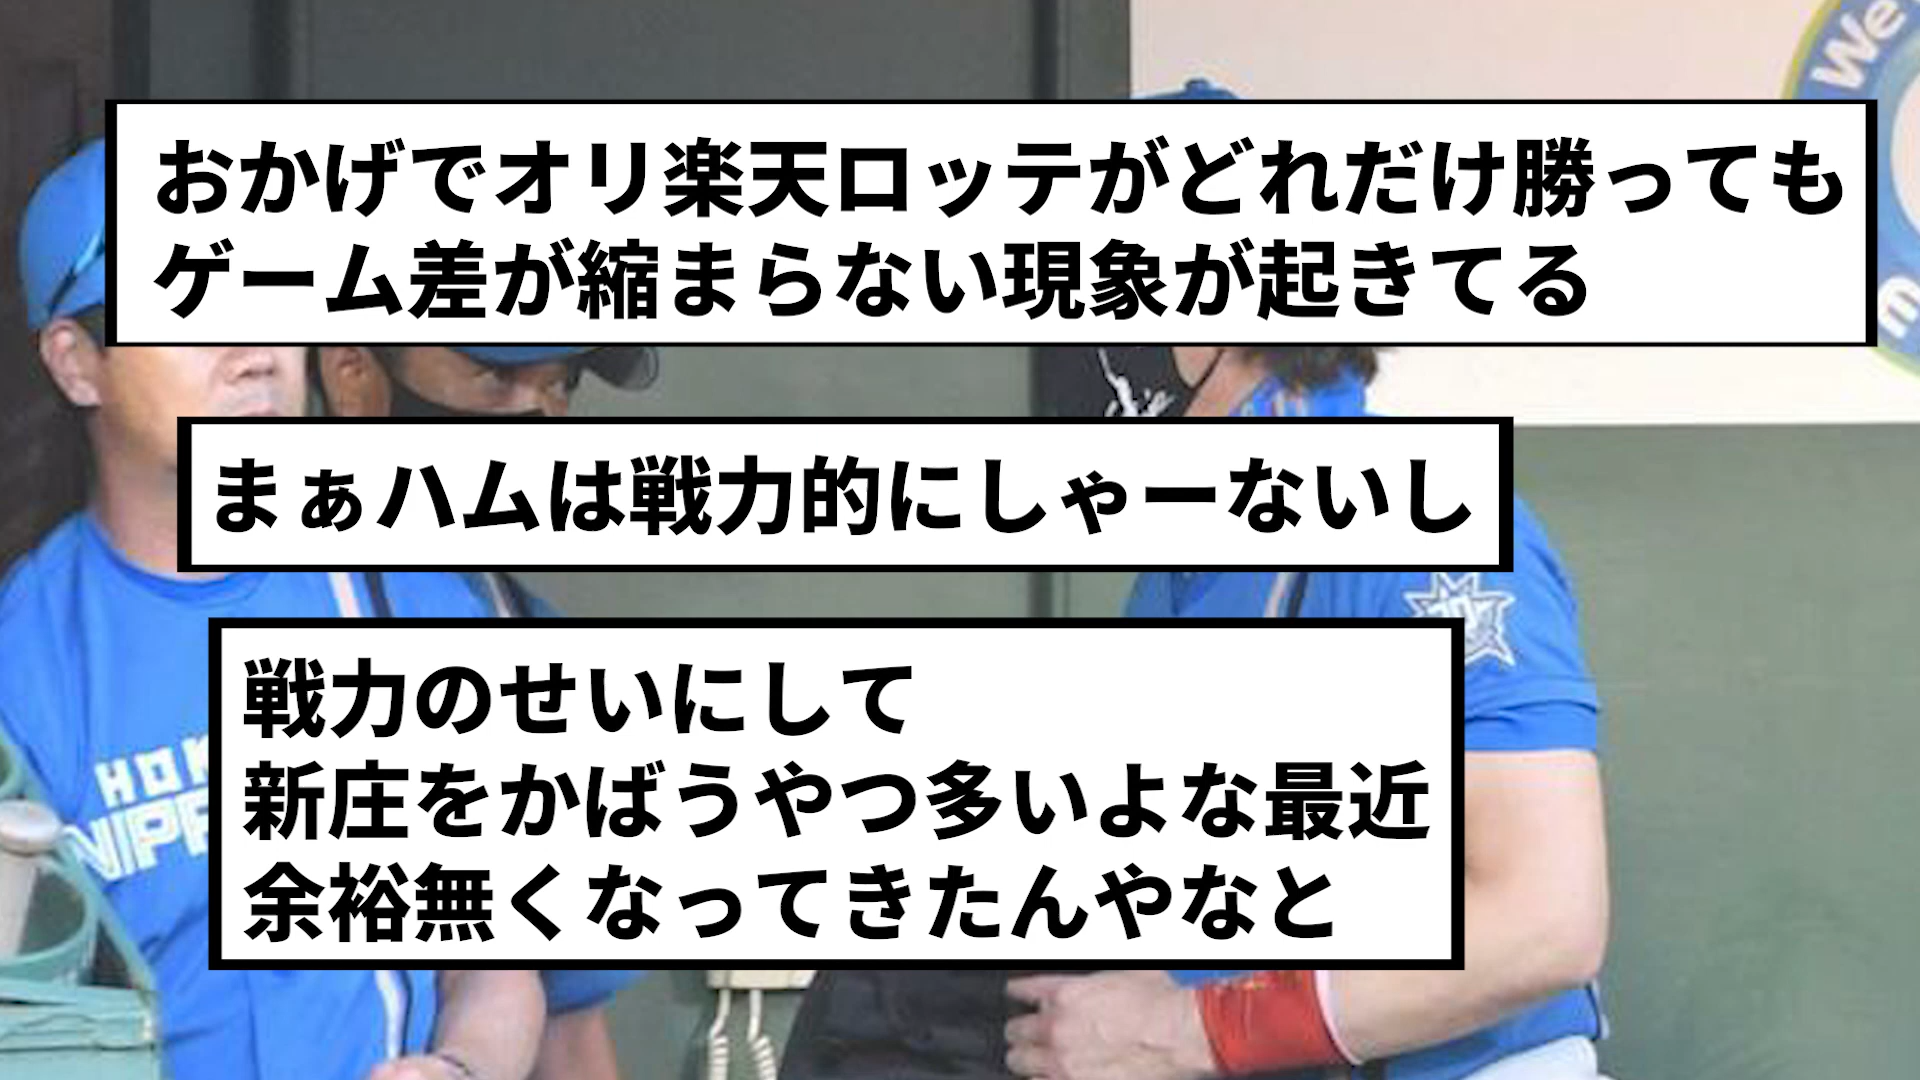 We
おかげでオリ楽天ロッテがどれだけ勝っても
ゲーム差が縮まらない現象が起きてる
まぁハムは戦力的にしゃーないし
戦力のせいにして
新庄をかばうやつ多いよな最近
余裕無くなってきたんやなと